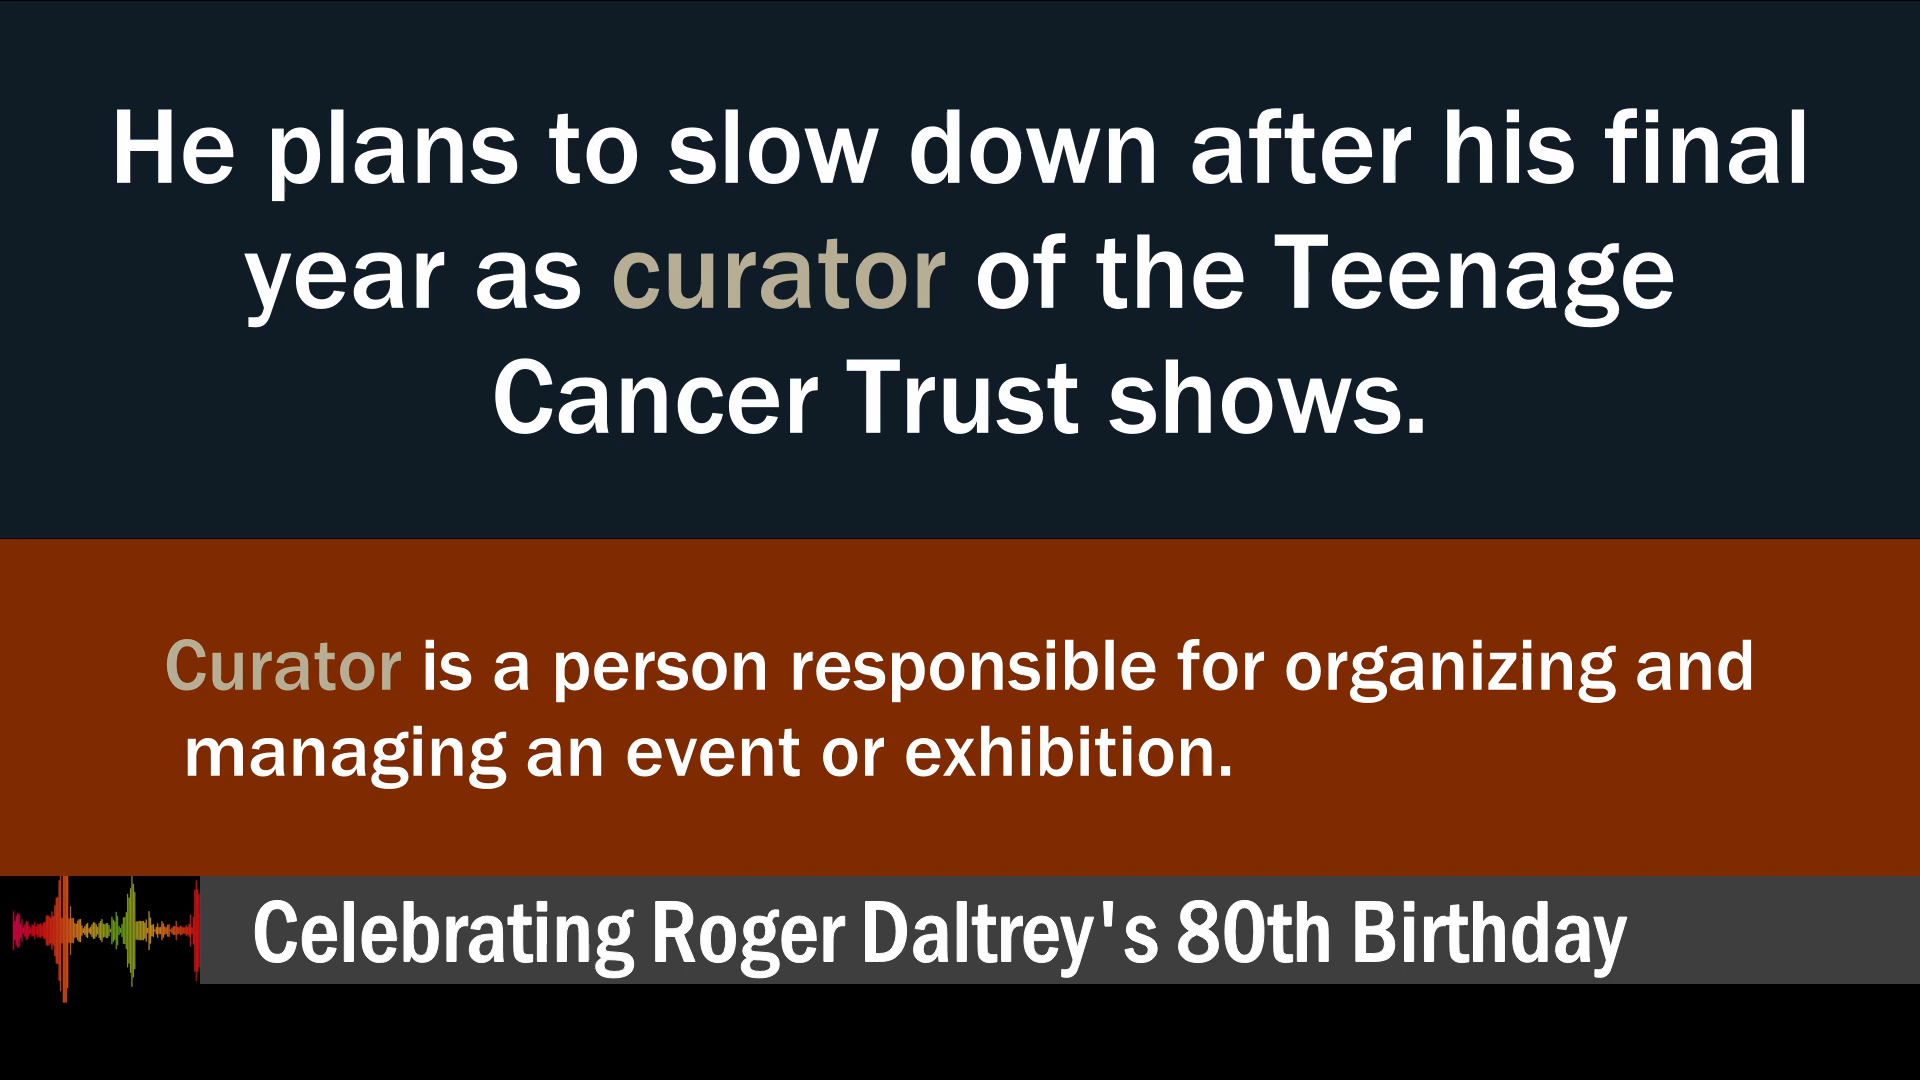 He plans to slow down after his final
year as curator of the Teenage
Cancer Trust shows.
Curator is a person responsible for organizing and
managing an event or exhibition.
Celebrating Roger Daltrey's 80th Birthday